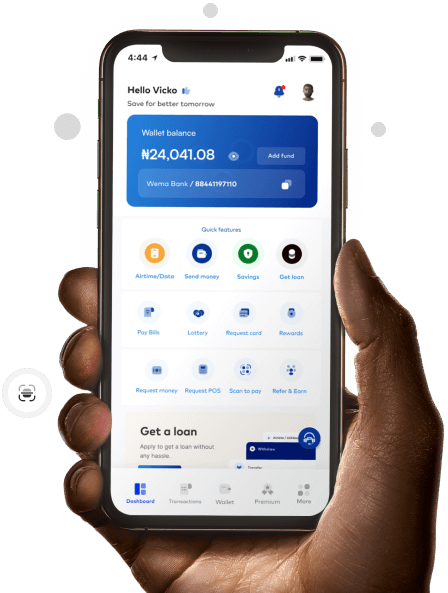 4:44
Hello Vicko
Save for better tomorrow
Wallet balance
₦24,041.08
Add fund
Wema Bank / 88441197110
Quick features
Airtime/Data Send money Savings Get loan
Pay Bills Lottery Request card Rewards
Request money Request POS Scan to pay Refer & Earn
Get a loan
Apply to get a loan without
any hassle.
Withdraw
Transfer
Dashboard Transactions Wallet Premium More